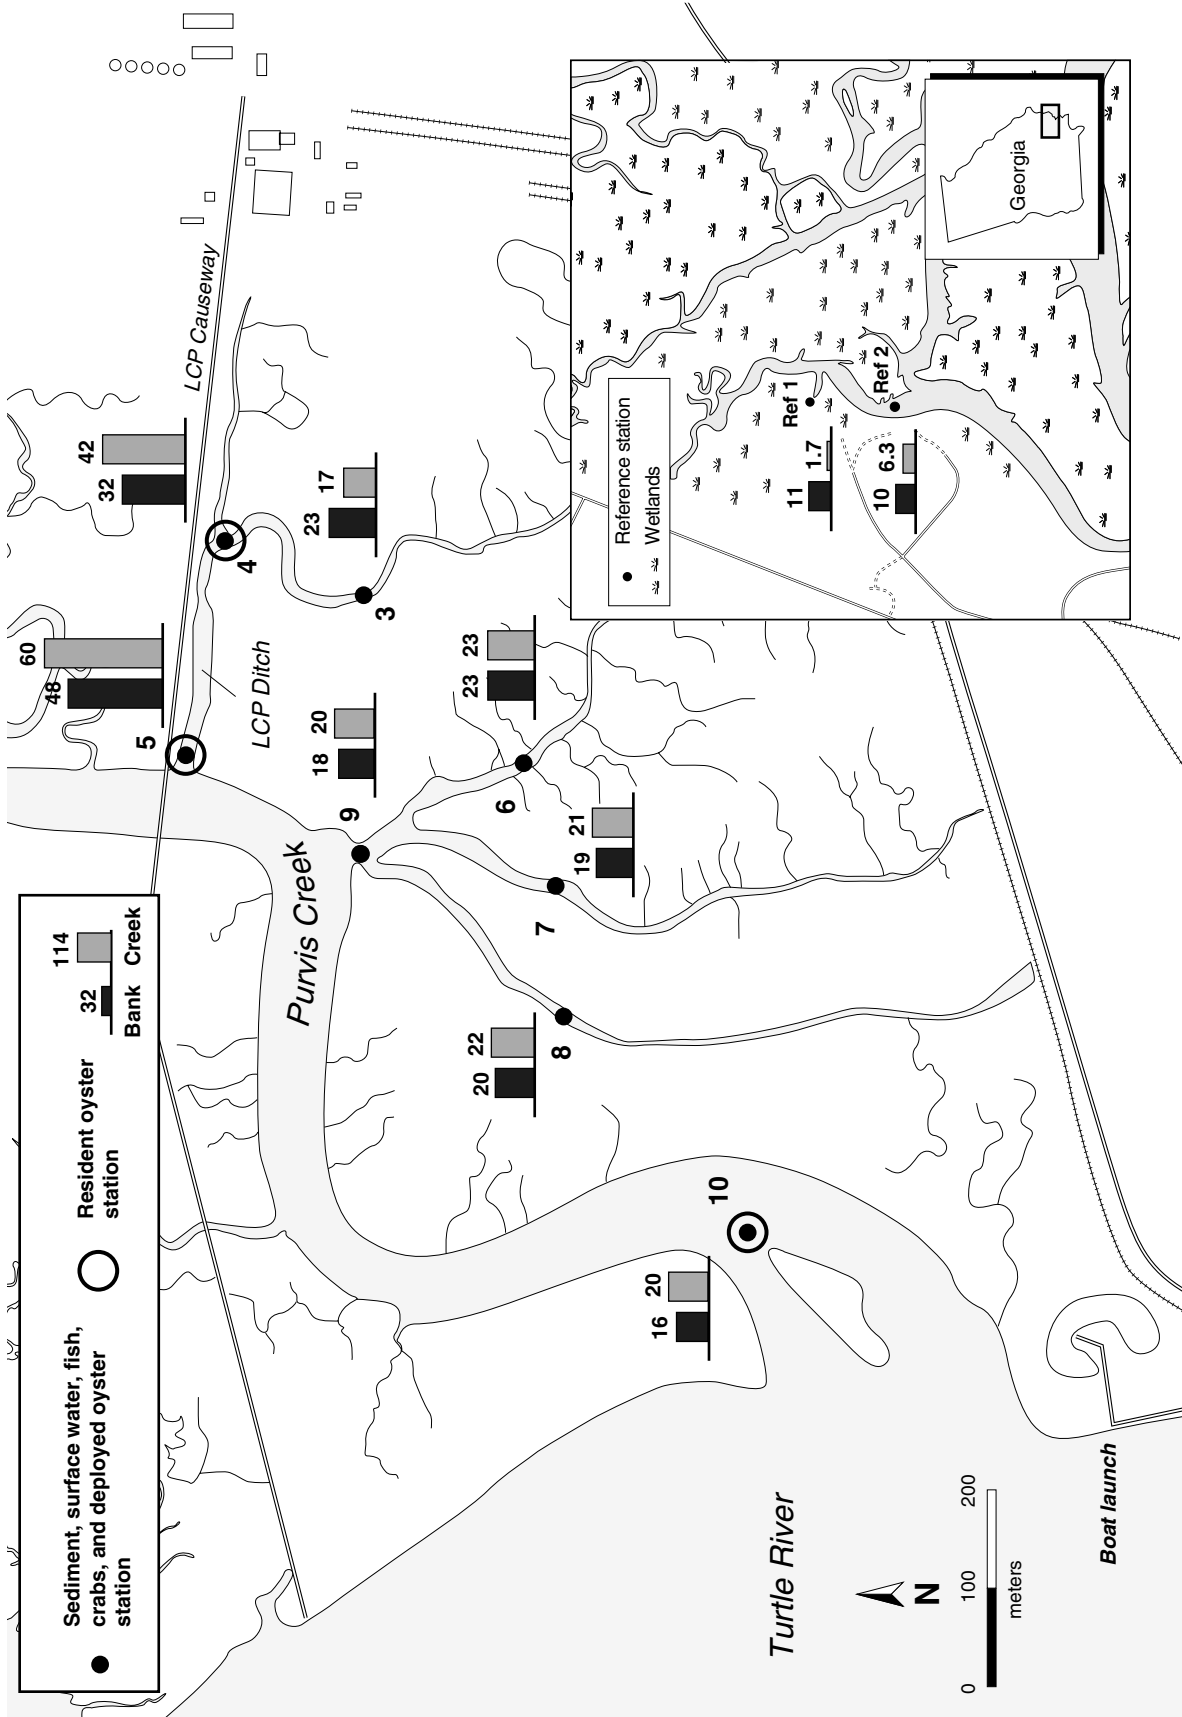 Sediment, surface water, fish,
crabs, and deployed oyster
station
Resident oyster
station
32
114
Bank
Creek
LCP Causeway
32
42
4
23
17
3
48
60
5
LCP Ditch
18
20
9
23
23
6
19
21
7
Purvis Creek
20
22
8
16
20
10
Turtle River
N
0
100
200
meters
Boat launch
Reference station
Wetlands
Ref 1
11
1.7
Ref 2
10
6.3
Georgia